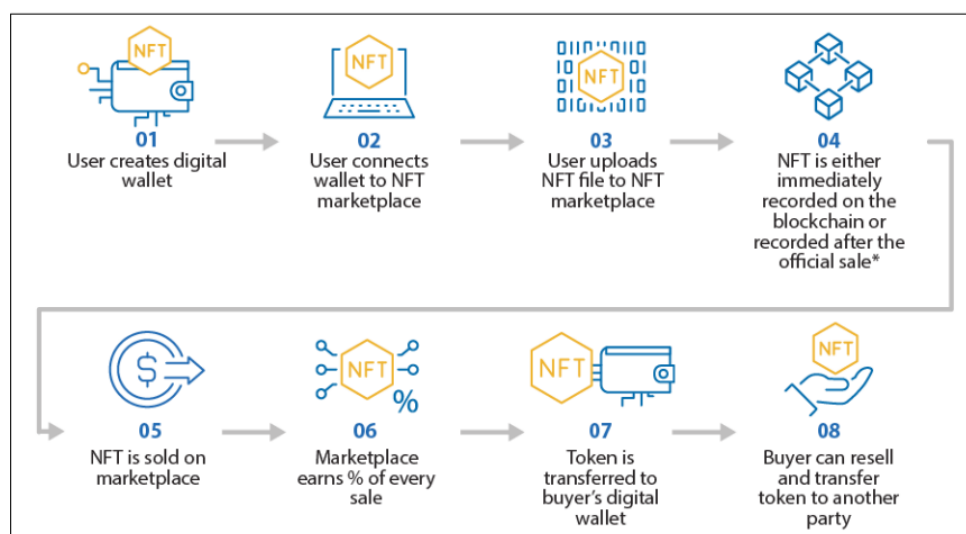 NFT
01
User creates digital
wallet
NFT
02
User connects
wallet to NFT
marketplace
NFT
03
User uploads
NFT file to NFT
marketplace
04
NFT is either
immediately
recorded on the
blockchain or
recorded after the
official sale*
$
05
NFT is sold on
marketplace
NFT
%
06
Marketplace
earns % of every
sale
NFT
07
Token is
transferred to
buyer's digital
wallet
NFT
08
Buyer can resell
and transfer
token to another
party